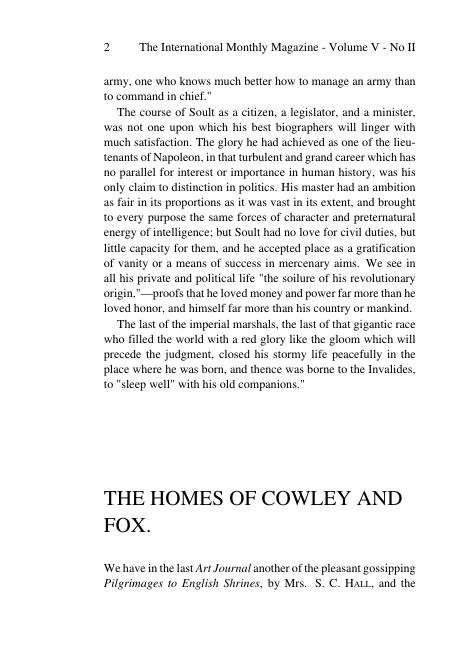 2 The International Monthly Magazine - Volume V - No II
army, one who knows much better how to manage an army than
to command in chief."
The course of Soult as a citizen, a legislator, and a minister,
was not one upon which his best biographers will linger with
much satisfaction. The glory he had achieved as one of the lieu-
tenants of Napoleon, in that turbulent and grand career which has
no parallel for interest or importance in human history, was his
only claim to distinction in politics. His master had an ambition
as fair in its proportions as it was vast in its extent, and brought
to every purpose the same forces of character and preternatural
energy of intelligence; but Soult had no love for civil duties, but
little capacity for them, and he accepted place as a gratification
of vanity or a means of success in mercenary aims. We see in
all his private and political life "the soilure of his revolutionary
origin,"—proofs that he loved money and power far more than he
loved honor, and himself far more than his country or mankind.
The last of the imperial marshals, the last of that gigantic race
who filled the world with a red glory like the gloom which will
precede the judgment, closed his stormy life peacefully in the
place where he was born, and thence was borne to the Invalides,
to "sleep well" with his old companions."
THE HOMES OF COWLEY AND
FOX.
We have in the last Art Journal another of the pleasant gossipping
Pilgrimages to English Shrines, by Mrs. S. C. HALL, and the